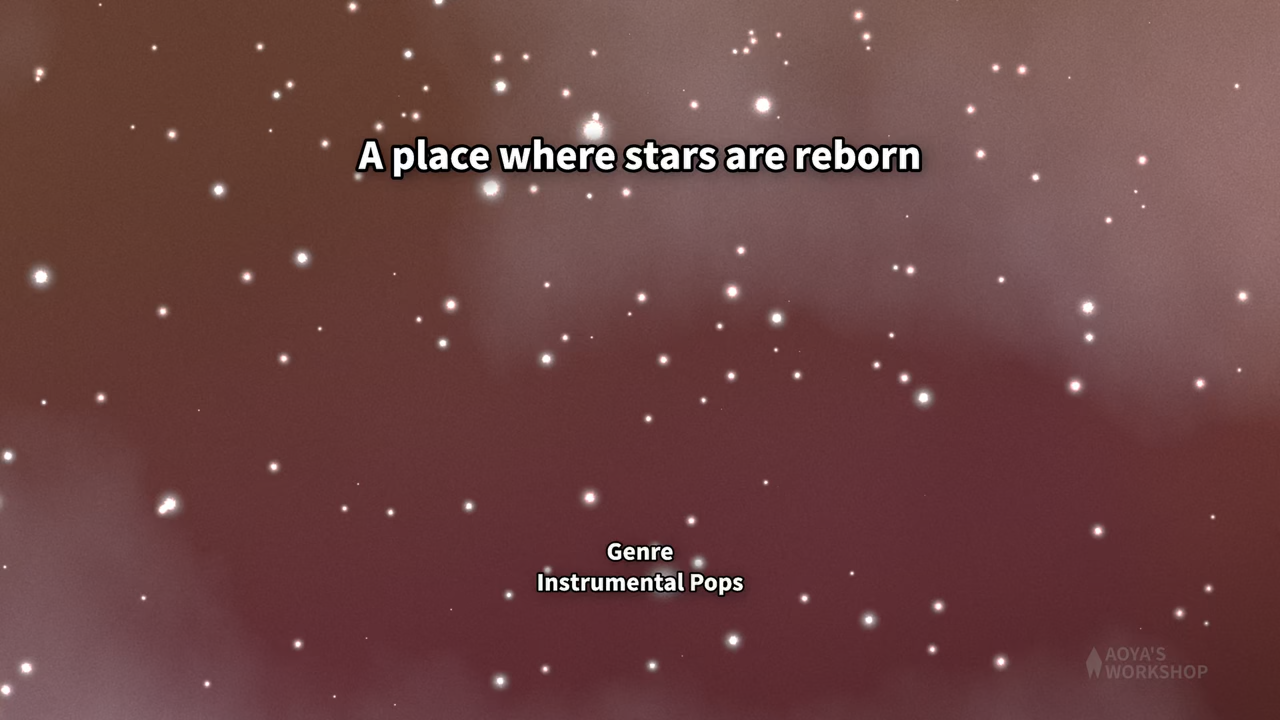 A place where stars are reborn
Genre
Instrumental Pops
AOYA'S
WORKSHOP